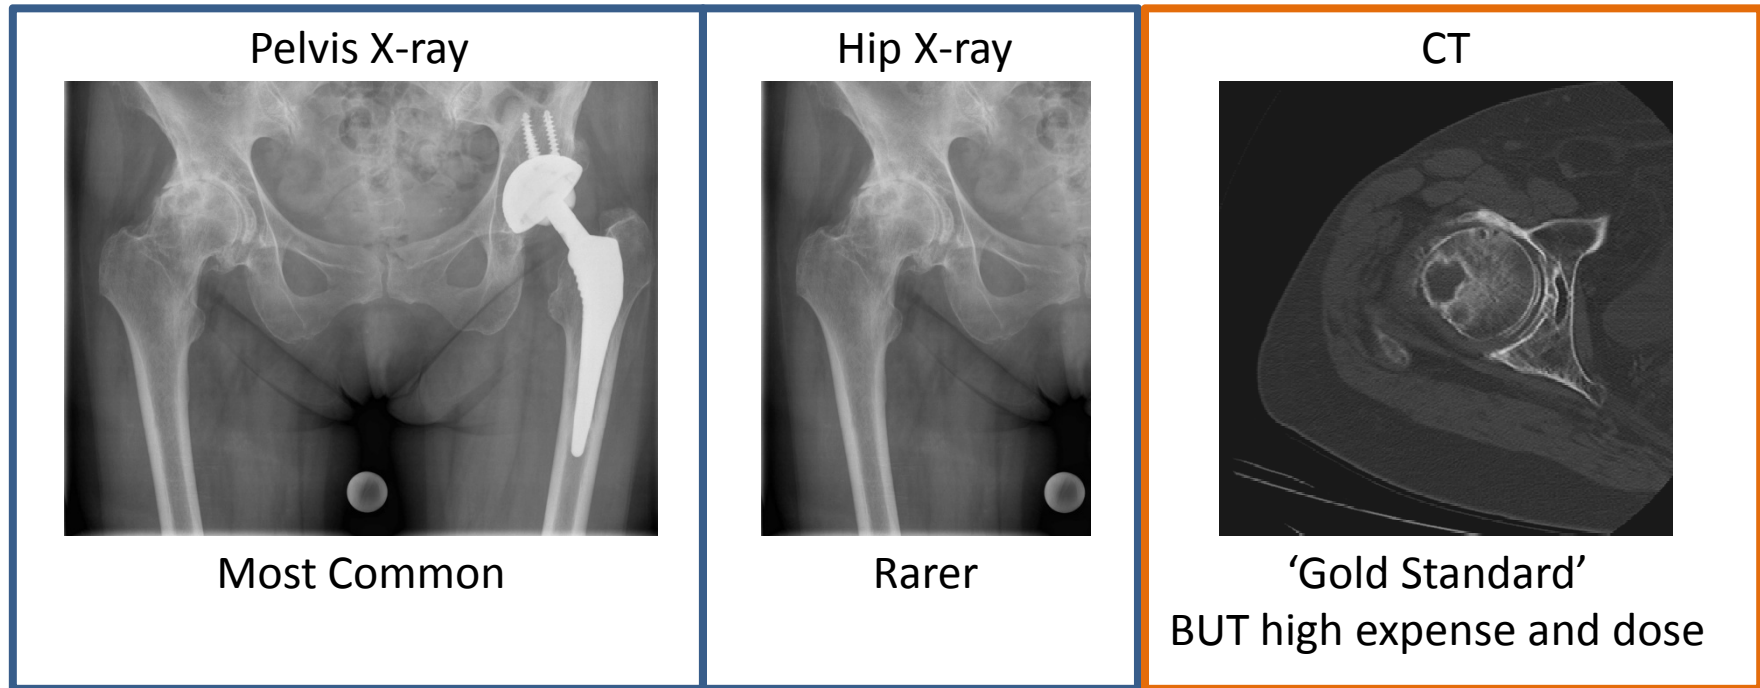 Pelvis X-ray
Most Common
Hip X-ray
Rarer
CT
‘Gold Standard’
BUT high expense and dose